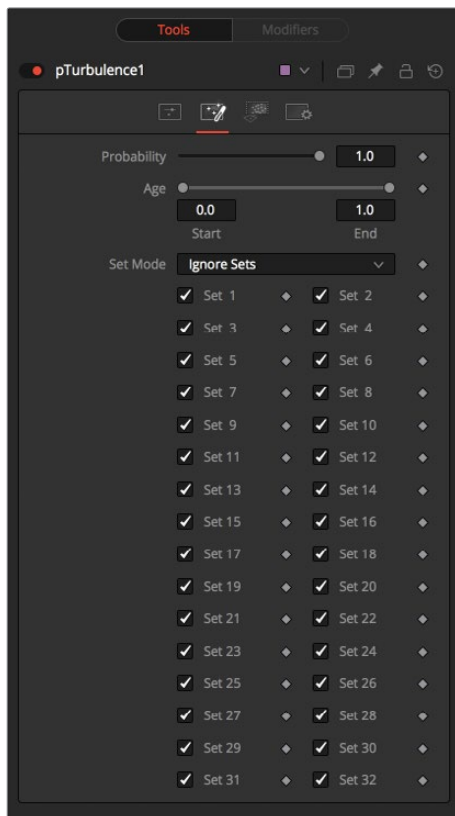 Tools Modifiers
pTurbulence1
Probability 1.0
Age
0.0 1.0
Start End
Set Mode Ignore Sets
Set 1 Set 2
Set 3 Set 4
Set 5 Set 6
Set 7 Set 8
Set 9 Set 10
Set 11 Set 12
Set 13 Set 14
Set 15 Set 16
Set 17 Set 18
Set 19 Set 20
Set 21 Set 22
Set 23 Set 24
Set 25 Set 26
Set 27 Set 28
Set 29 Set 30
Set 31 Set 32